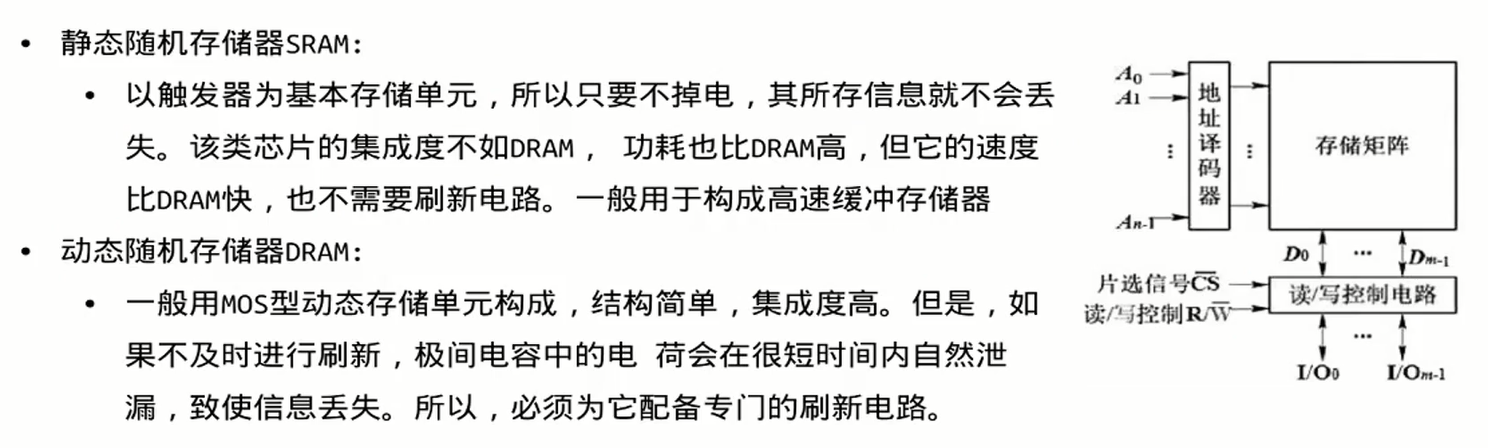 • 静态随机存储器SRAM:
• 以触发器为基本存储单元，所以只要不掉电，其所存信息就不会丢
失。该类芯片的集成度不如DRAM， 功耗也比DRAM高，但它的速度
比DRAM快，也不需要刷新电路。一般用于构成高速缓冲存储器
• 动态随机存储器DRAM:
• 一般用MOS型动态存储单元构成，结构简单，集成度高。但是，如
果不及时进行刷新，极间电容中的电 荷会在很短时间内自然泄
漏，致使信息丢失。所以，必须为它配备专门的刷新电路。
A0
A1
⋮
An-1
地址译码器
⋮
存储矩阵
D0 … Dm-1
片选信号C̅S̅
读/写控制R/W̅
读/写控制电路
…
I/O0 I/Om-1